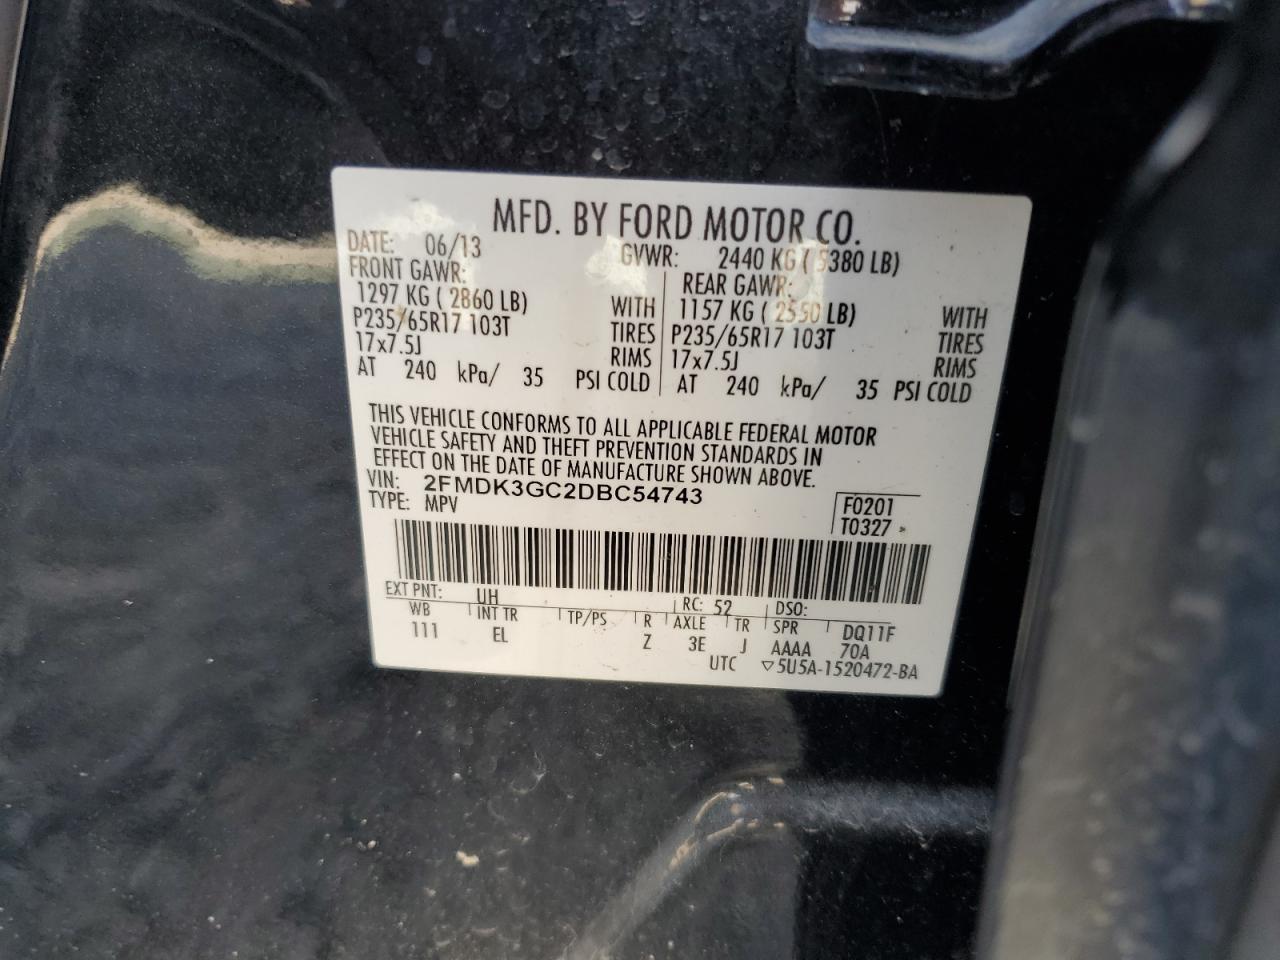 MFD. BY FORD MOTOR CO.
DATE: 06/13 GVWR: 2440 KG ( 5380 LB)
FRONT GAWR: REAR GAWR:
1297 KG ( 2860 LB) WITH 1157 KG ( 2550 LB) WITH
P235/65R17 103T TIRES P235/65R17 103T TIRES
17x7.5J RIMS 17x7.5J RIMS
AT 240 kPa/ 35 PSI COLD AT 240 kPa/ 35 PSI COLD
THIS VEHICLE CONFORMS TO ALL APPLICABLE FEDERAL MOTOR
VEHICLE SAFETY AND THEFT PREVENTION STANDARDS IN
EFFECT ON THE DATE OF MANUFACTURE SHOWN ABOVE.
VIN: 2FMDK3GC2DBC54743
TYPE: MPV F0201
T0327
EXT PNT: UH RC: 52 DSO:
WB INT TR TP/PS R AXLE TR SPR DQ11F
111 EL Z 3E J AAAA 70A
UTC ▽5U5A-1520472-BA